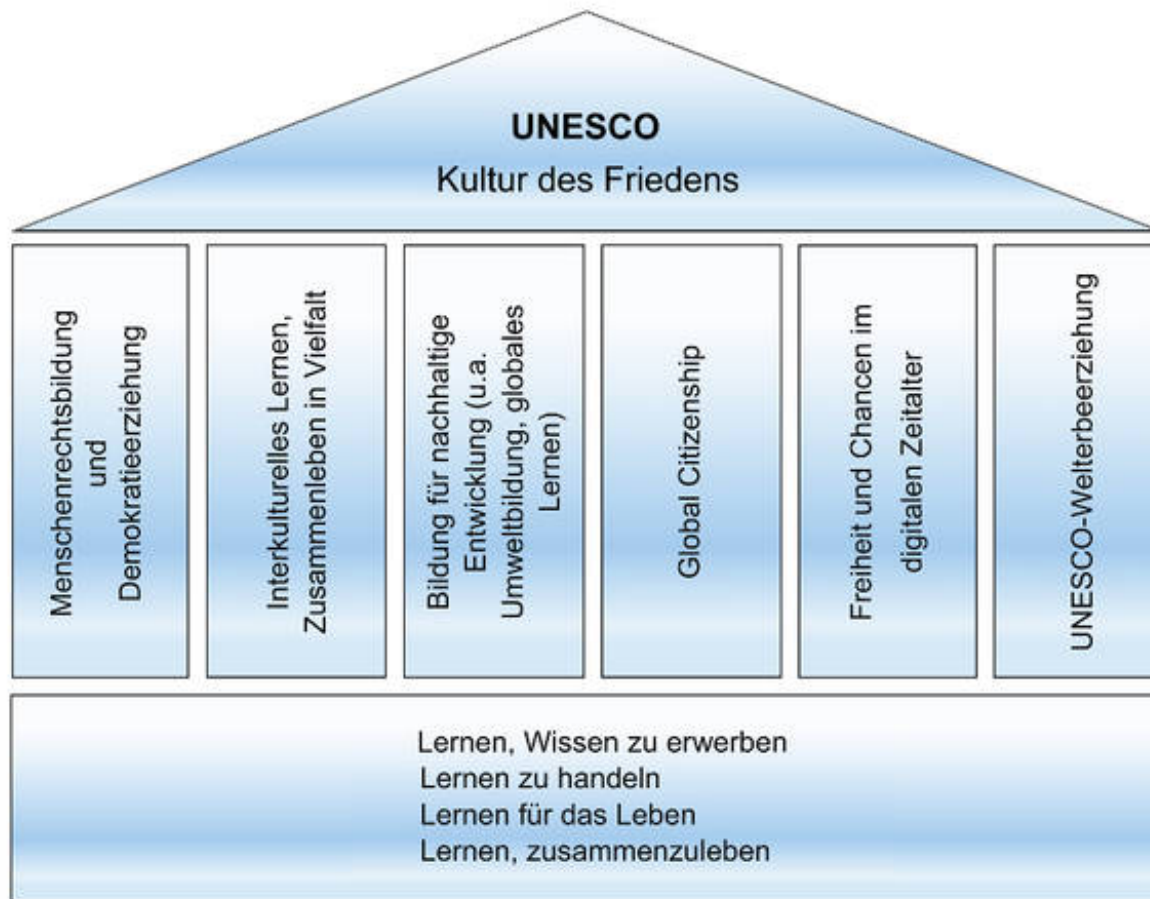 UNESCO
Kultur des Friedens
Menschenrechtsbildung
und
Demokratieerziehung
Interkulturelles Lernen,
Zusammenleben in Vielfalt
Bildung für nachhaltige
Entwicklung (u.a.
Umweltbildung, globales
Lernen)
Global Citizenship
Freiheit und Chancen im
digitalen Zeitalter
UNESCO-Welterbeerziehung
Lernen, Wissen zu erwerben
Lernen zu handeln
Lernen für das Leben
Lernen, zusammenzuleben